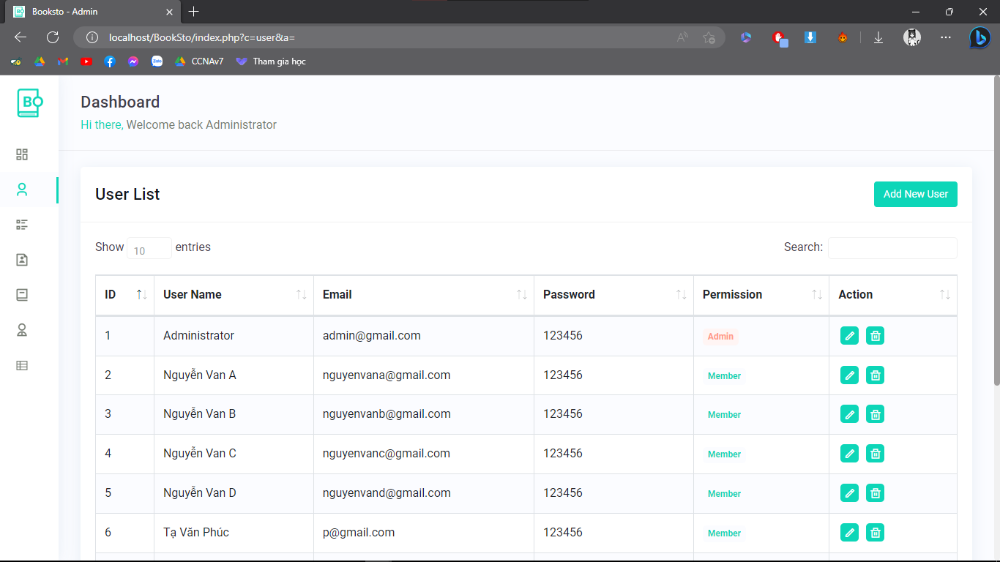 Booksto - Admin
localhost/BookSto/index.php?c=user&a=
Zalo
CCNAv7
Tham gia học
BO
Dashboard
Hi there, Welcome back Administrator
User List
Add New User
Show 10 entries
Search:
ID User Name Email Password Permission Action
1 Administrator admin@gmail.com 123456 Admin
2 Nguyễn Van A nguyenvana@gmail.com 123456 Member
3 Nguyễn Van B nguyenvanb@gmail.com 123456 Member
4 Nguyễn Van C nguyenvanc@gmail.com 123456 Member
5 Nguyễn Van D nguyenvand@gmail.com 123456 Member
6 Tạ Văn Phúc p@gmail.com 123456 Member